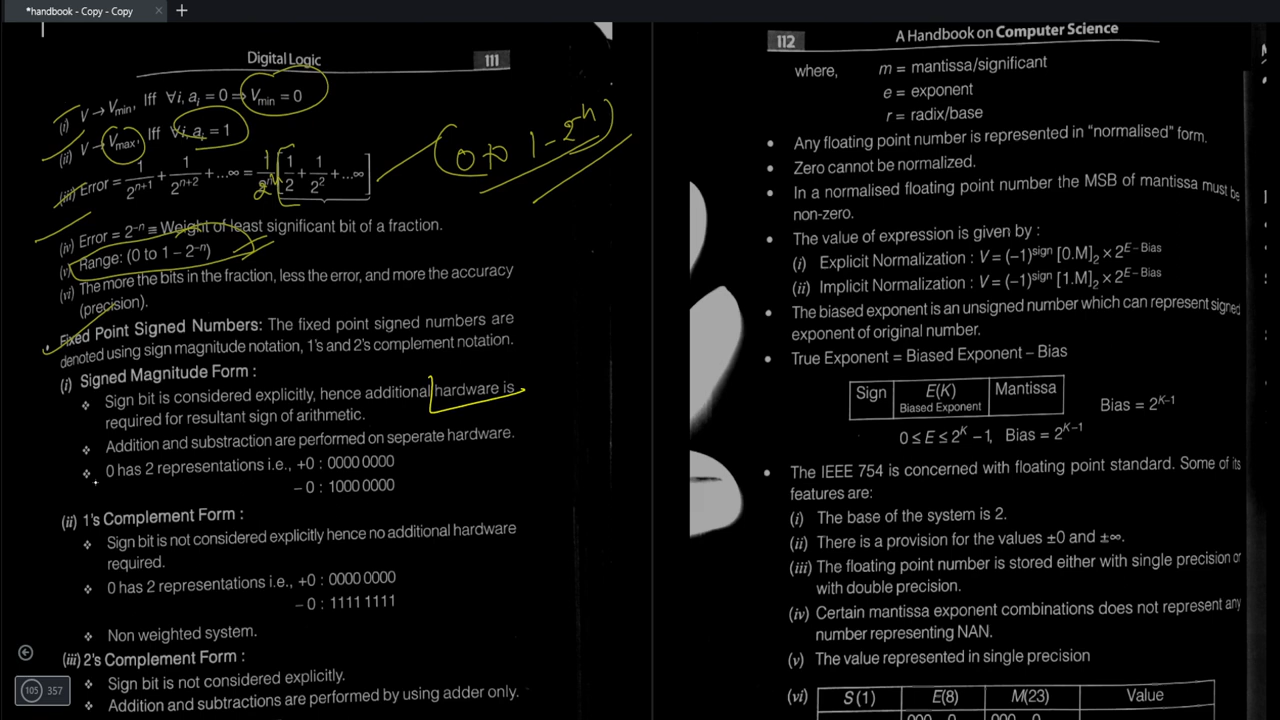 *handbook - Copy - Copy
Digital Logic 111
(i) V → Vmin, Iff ∀i, ai = 0 ⇒ Vmin = 0
(ii) V → Vmax, Iff ∀i, ai = 1
(iii) Error = 1/2^(n+1) + 1/2^(n+2) + ...∞ = 1/2^n [1/2 + 1/2^2 + ...∞]
(0 to 1 - 2^-n)
(iv) Error = 2^-n ≡ Weight of least significant bit of a fraction.
(v) Range: (0 to 1 – 2^-n)
(vi) The more the bits in the fraction, less the error, and more the accuracy
(precision).
• Fixed Point Signed Numbers: The fixed point signed numbers are
denoted using sign magnitude notation, 1's and 2's complement notation.
(i) Signed Magnitude Form :
❖ Sign bit is considered explicitly, hence additional hardware is
required for resultant sign of arithmetic.
❖ Addition and substraction are performed on seperate hardware.
❖ 0 has 2 representations i.e., +0 : 0000 0000
– 0 : 1000 0000
(ii) 1's Complement Form :
❖ Sign bit is not considered explicitly hence no additional hardware
required.
❖ 0 has 2 representations i.e., +0 : 0000 0000
– 0 : 1111 1111
❖ Non weighted system.
(iii) 2's Complement Form :
❖ Sign bit is not considered explicitly.
❖ Addition and subtractions are performed by using adder only.
105 357
112 A Handbook on Computer Science
where, m = mantissa/significant
e = exponent
r = radix/base
• Any floating point number is represented in "normalised" form.
• Zero cannot be normalized.
• In a normalised floating point number the MSB of mantissa must be
non-zero.
• The value of expression is given by :
(i) Explicit Normalization : V = (–1)^sign [0.M]2 × 2^(E – Bias)
(ii) Implicit Normalization : V = (–1)^sign [1.M]2 × 2^(E – Bias)
• The biased exponent is an unsigned number which can represent signed
exponent of original number.
• True Exponent = Biased Exponent – Bias
Sign E(K) Mantissa
Biased Exponent
Bias = 2^(K–1)
0 ≤ E ≤ 2^K – 1, Bias = 2^(K–1)
• The IEEE 754 is concerned with floating point standard. Some of its
features are:
(i) The base of the system is 2.
(ii) There is a provision for the values ±0 and ±∞.
(iii) The floating point number is stored either with single precision or
with double precision.
(iv) Certain mantissa exponent combinations does not represent any
number representing NAN.
(v) The value represented in single precision
(vi) S(1) E(8) M(23) Value